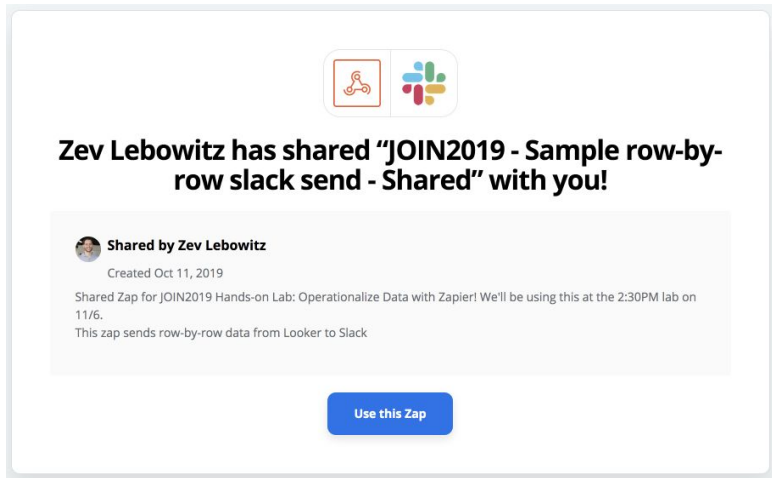 Zev Lebowitz has shared “JOIN2019 - Sample row-by-
row slack send - Shared” with you!
Shared by Zev Lebowitz
Created Oct 11, 2019
Shared Zap for JOIN2019 Hands-on Lab: Operationalize Data with Zapier! We'll be using this at the 2:30PM lab on
11/6.
This zap sends row-by-row data from Looker to Slack
Use this Zap